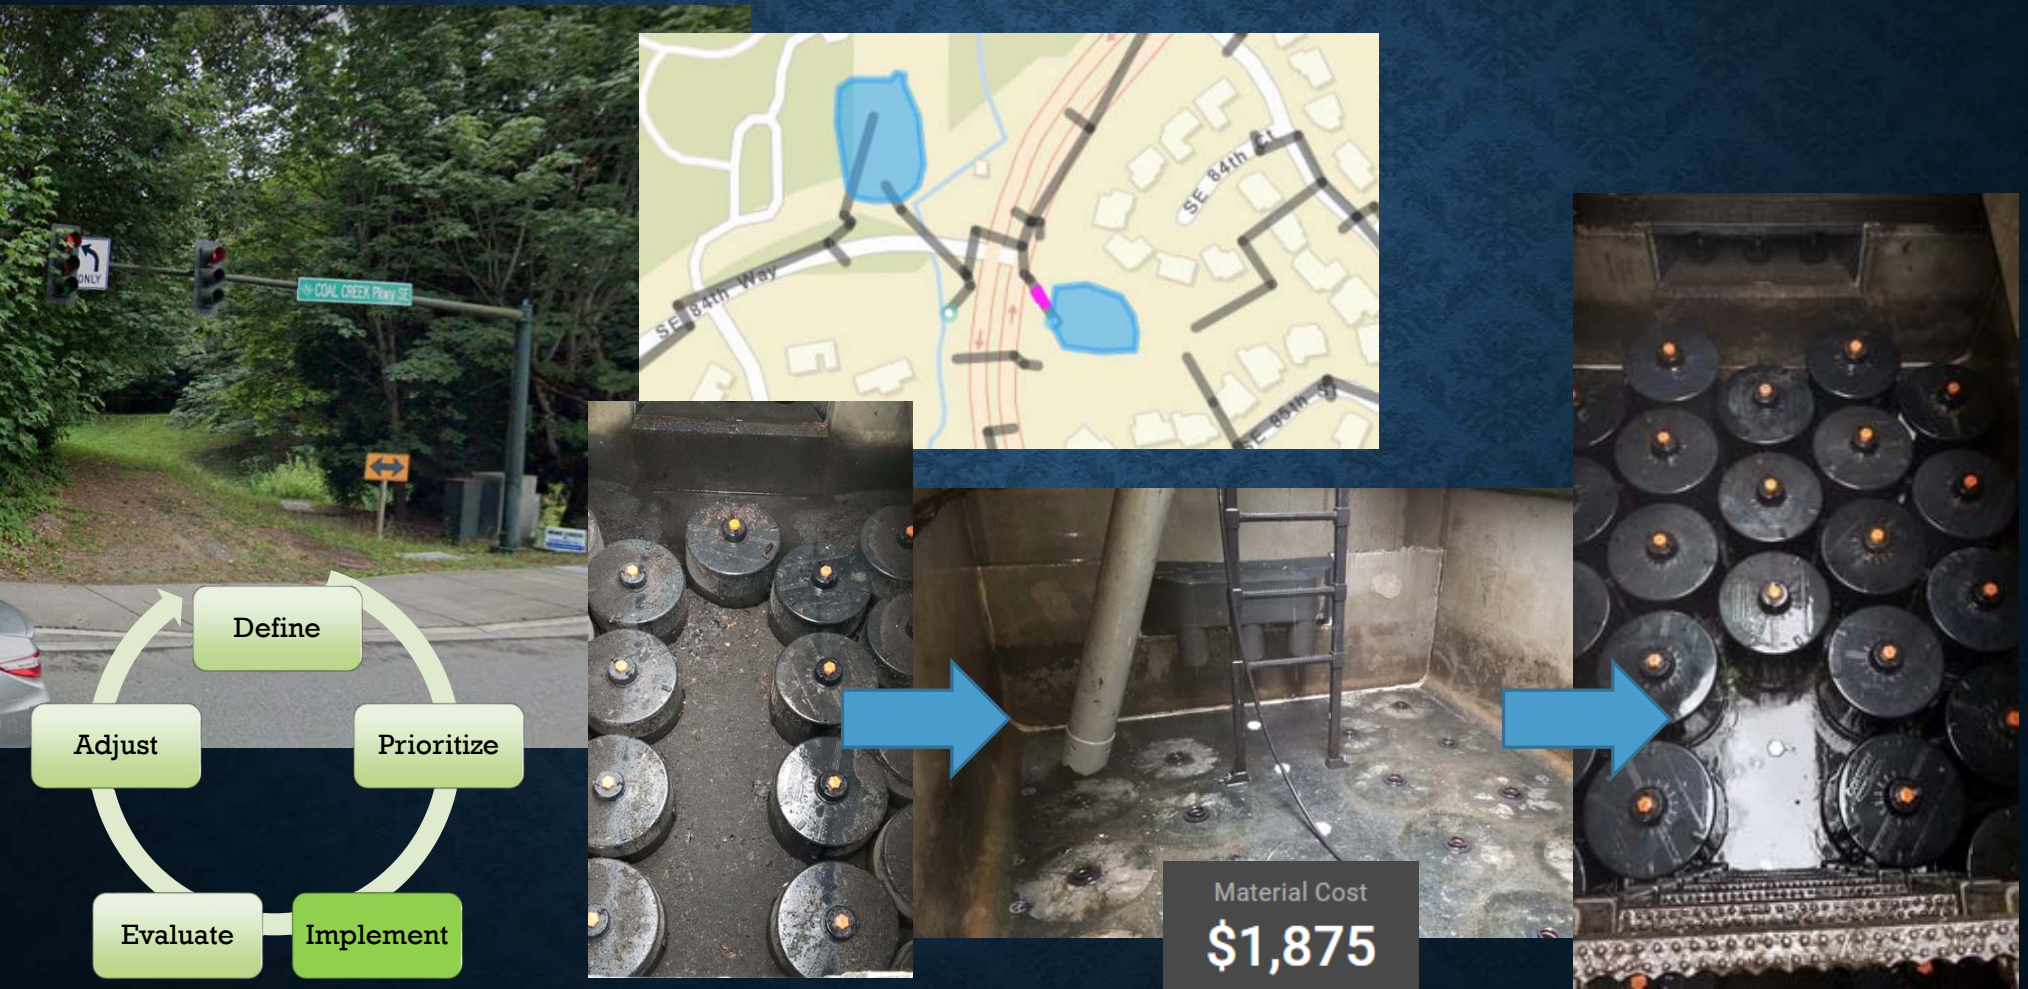 ONLY
COAL CREEK Pkwy SE
SE 84th Way
SE 84th Ct
SE 85th
Define
Prioritize
Implement
Evaluate
Adjust
Material Cost
$1,875